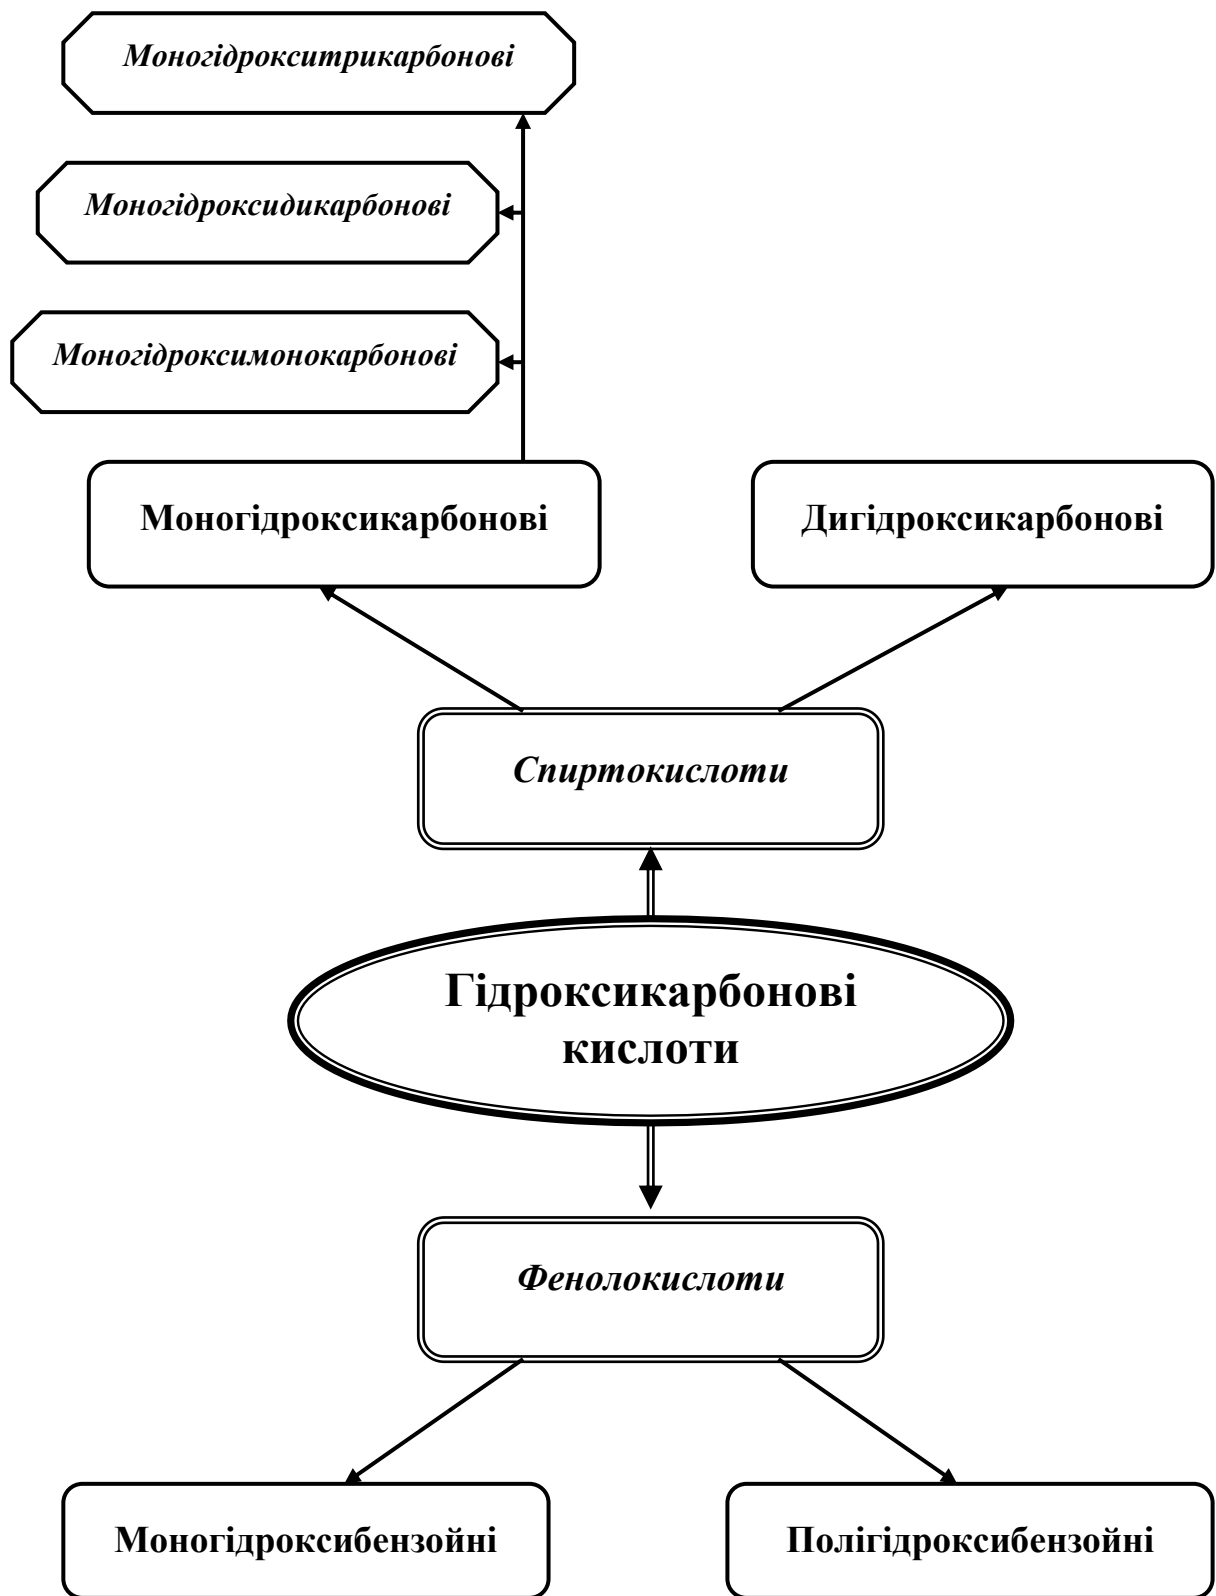 Моногідрокситрикарбонові
Моногідроксидикарбонові
Моногідроксимонокарбонові
Моногідроксикарбонові
Дигідроксикарбонові
Спиртокислоти
Гідроксикарбонові
кислоти
Фенолокислоти
Моногідроксибензойні
Полігідроксибензойні